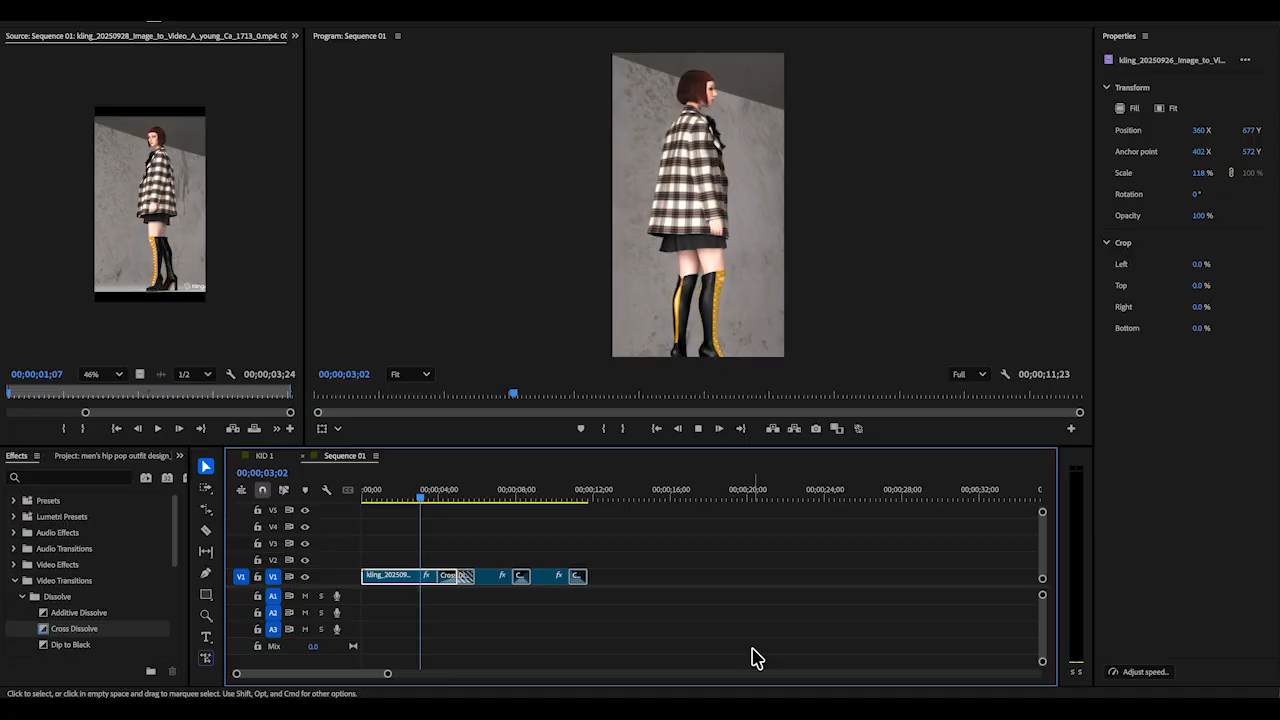 Source: Sequence 01: kling_20250928_Image_to_Video_A_young_Ca_1713_0.mp4: 00
Program: Sequence 01
Properties
kling_20250926_Image_to_Vi...
Transform
Fill Fit
Position 360 X 677 Y
Anchor point 402 X 572 Y
Scale 118 % 100 %
Rotation 0°
Opacity 100 %
Crop
Left 0.0 %
Top 0.0 %
Right 0.0 %
Bottom 0.0 %
00;00;01;07 46% 1/2 00;00;03;24
00;00;03;02 Fit Full 00;00;11;23
Effects Project: men's hip pop outfit design_
Presets
Lumetri Presets
Audio Effects
Audio Transitions
Video Effects
Video Transitions
Dissolve
Additive Dissolve
Cross Dissolve
Dip to Black
KID 1 × Sequence 01
00;00;03;02
:00;00 00;00;04;00 00;00;08;00 00;00;12;00 00;00;16;00 00;00;20;00 00;00;24;00 00;00;28;00 00;00;32;00
V5
V4
V3
V2
V1 V1 kling_202509... fx Cross Di fx C... fx C...
A1 M S
A2 M S
A3 M S
Mix 0.0
S S
Adjust speed...
Click to select, or click in empty space and drag to marquee select. Use Shift, Opt, and Cmd for other options.